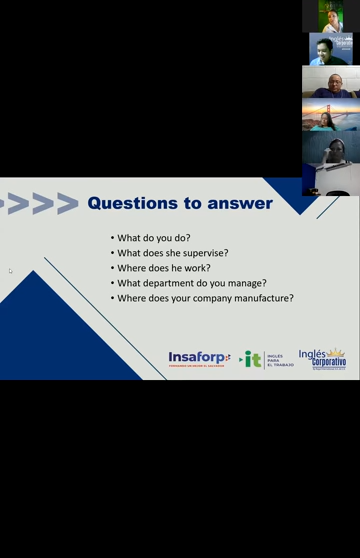 Questions to answer
• What do you do?
• What does she supervise?
• Where does he work?
• What department do you manage?
• Where does your company manufacture?
Insaforp
it
INGLÉS
PARA
EL TRABAJO
Inglés
Corporativo